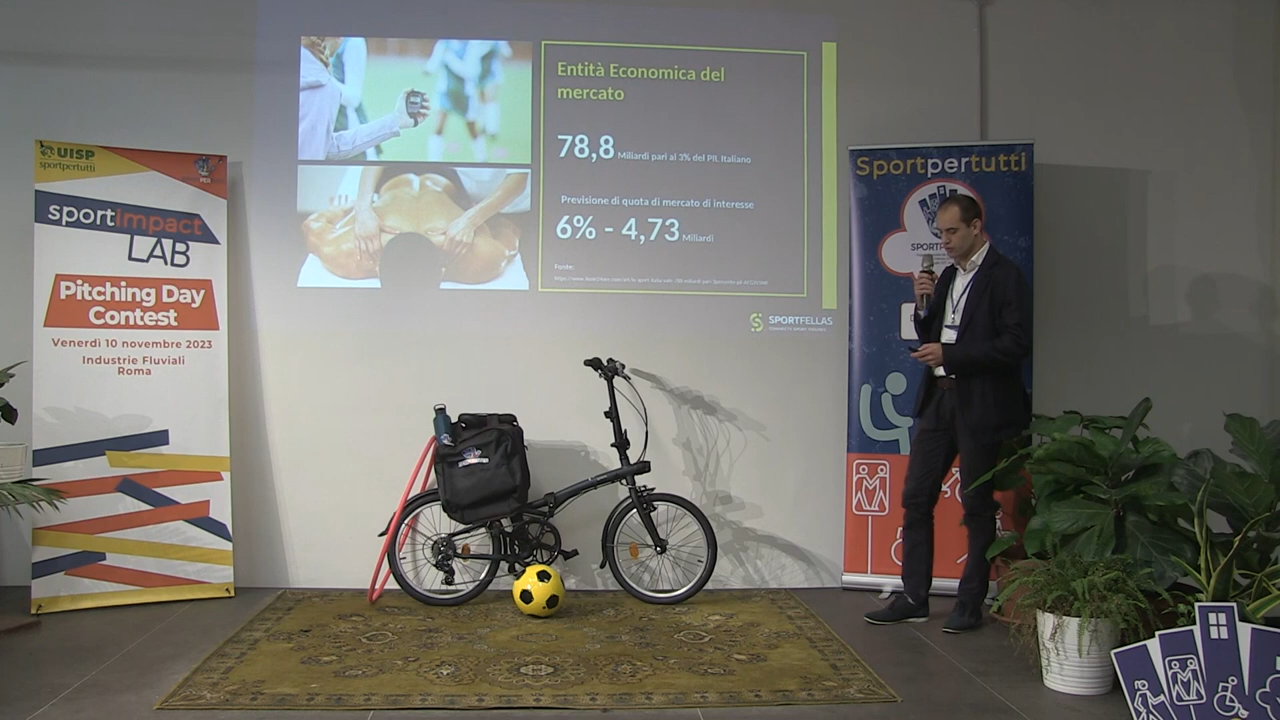 UISP
sportpertutti
PER
sportimpact
LAB
Pitching Day
Contest
Venerdì 10 novembre 2023
Industrie Fluviali
Roma
Entità Economica del
mercato
78,8 Miliardi pari al 3% del PIL Italiano
Previsione di quota di mercato di interesse
6% - 4,73 Miliardi
Fonte:
SPORTFELLAS
Sportpertutti